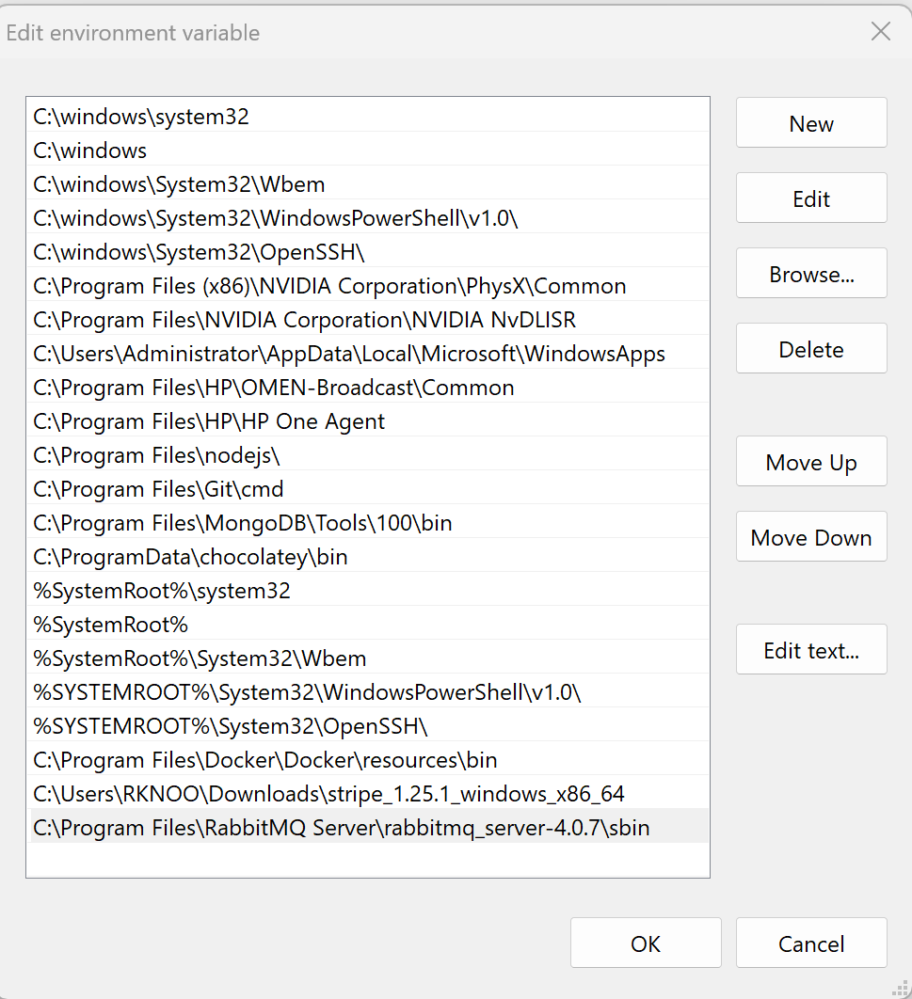 Edit environment variable
C:\windows\system32
C:\windows
C:\windows\System32\Wbem
C:\windows\System32\WindowsPowerShell\v1.0\
C:\windows\System32\OpenSSH\
C:\Program Files (x86)\NVIDIA Corporation\PhysX\Common
C:\Program Files\NVIDIA Corporation\NVIDIA NvDLISR
C:\Users\Administrator\AppData\Local\Microsoft\WindowsApps
C:\Program Files\HP\OMEN-Broadcast\Common
C:\Program Files\HP\HP One Agent
C:\Program Files\nodejs\
C:\Program Files\Git\cmd
C:\Program Files\MongoDB\Tools\100\bin
C:\ProgramData\chocolatey\bin
%SystemRoot%\system32
%SystemRoot%
%SystemRoot%\System32\Wbem
%SYSTEMROOT%\System32\WindowsPowerShell\v1.0\
%SYSTEMROOT%\System32\OpenSSH\
C:\Program Files\Docker\Docker\resources\bin
C:\Users\RKNOO\Downloads\stripe_1.25.1_windows_x86_64
C:\Program Files\RabbitMQ Server\rabbitmq_server-4.0.7\sbin
New
Edit
Browse...
Delete
Move Up
Move Down
Edit text...
OK
Cancel